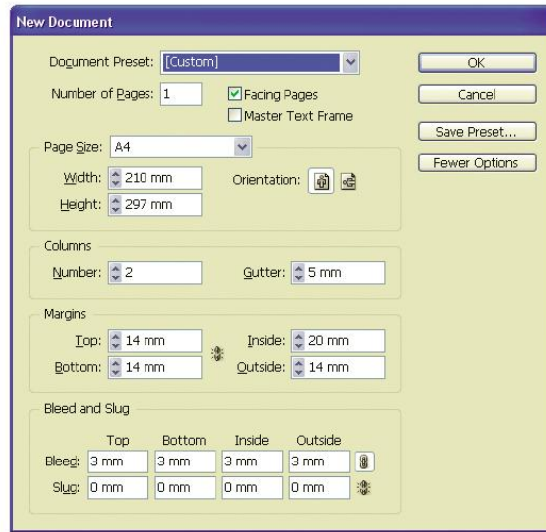 New Document
Document Preset: [Custom]
OK
Number of Pages: 1
Facing Pages
Cancel
Master Text Frame
Save Preset...
Page Size: A4
Fewer Options
Width: 210 mm
Orientation:
Height: 297 mm
Columns
Number: 2
Gutter: 5 mm
Margins
Top: 14 mm
Inside: 20 mm
Bottom: 14 mm
Outside: 14 mm
Bleed and Slug
Top Bottom Inside Outside
Bleed: 3 mm 3 mm 3 mm 3 mm
Slug: 0 mm 0 mm 0 mm 0 mm